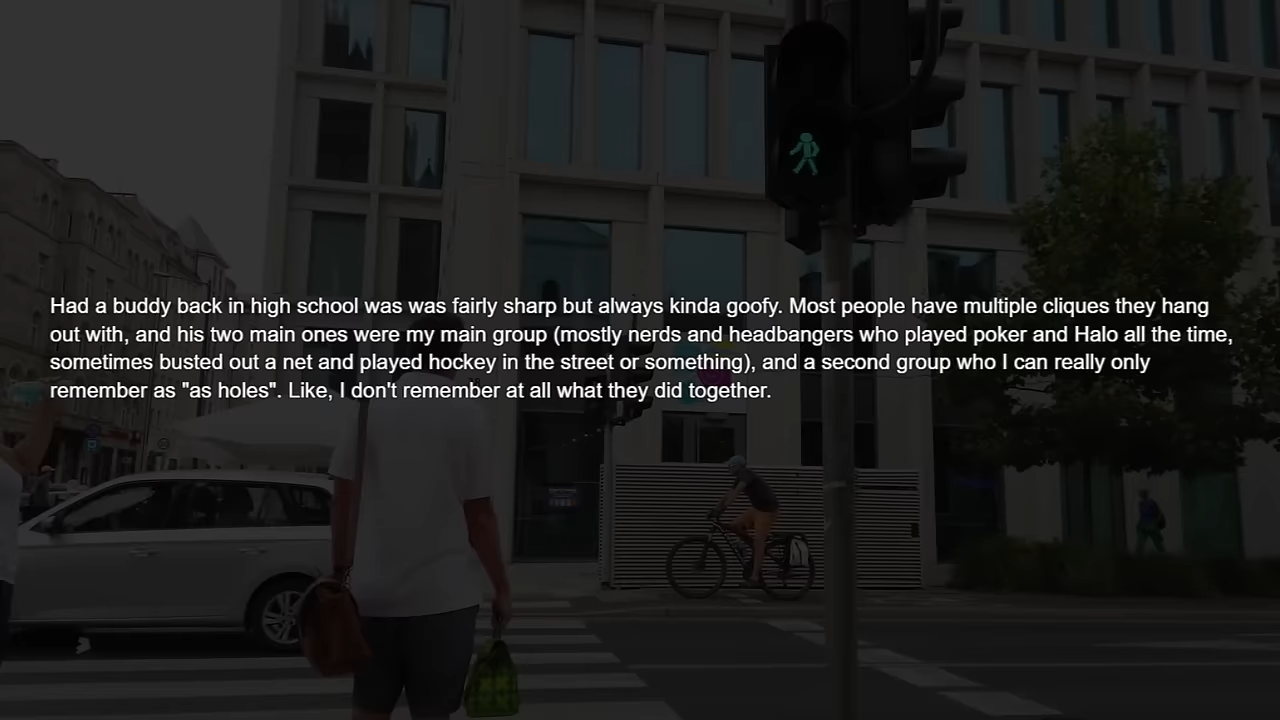 Had a buddy back in high school was was fairly sharp but always kinda goofy. Most people have multiple cliques they hang
out with, and his two main ones were my main group (mostly nerds and headbangers who played poker and Halo all the time,
sometimes busted out a net and played hockey in the street or something), and a second group who I can really only
remember as "as holes". Like, I don't remember at all what they did together.